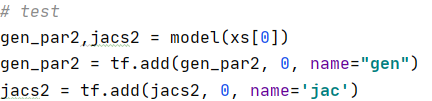 # test
gen_par2,jacs2 = model(xs[0])
gen_par2 = tf.add(gen_par2, 0, name="gen")
jacs2 = tf.add(jacs2, 0, name='jac')